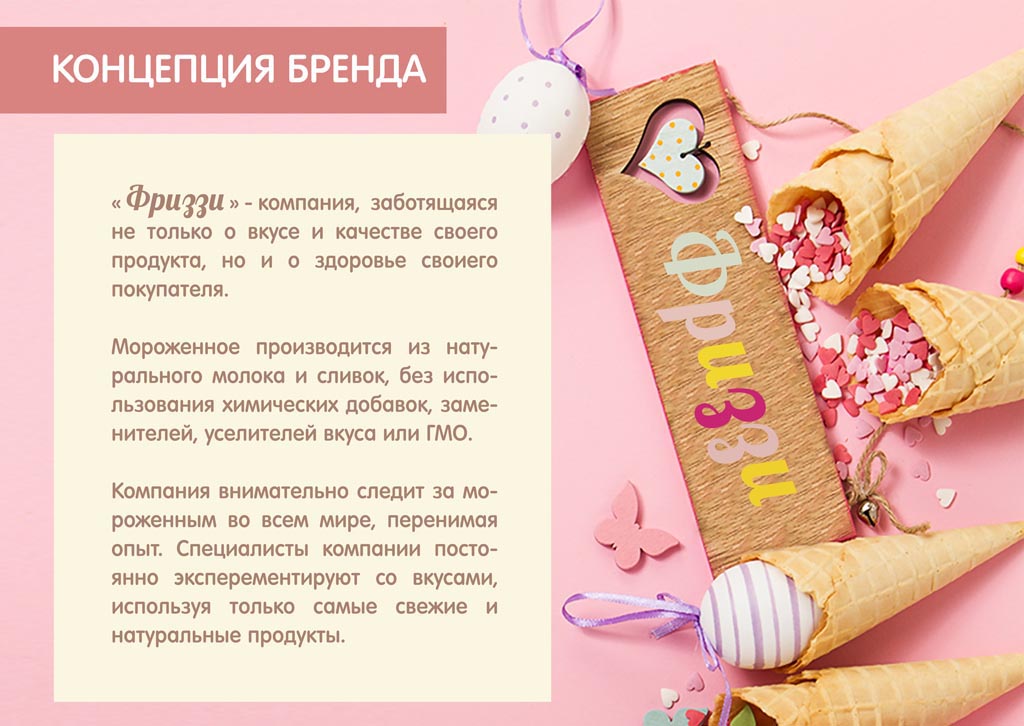 КОНЦЕПЦИЯ БРЕНДА
« Фриззи » - компания, заботящаяся
не только о вкусе и качестве своего
продукта, но и о здоровье своиего
покупателя.
Мороженное производится из нату-
рального молока и сливок, без испо-
льзования химических добавок, заме-
нителей, уселителей вкуса или ГМО.
Компания внимательно следит за мо-
роженным во всем мире, перенимая
опыт. Специалисты компании посто-
янно эксперементируют со вкусами,
используя только самые свежие и
натуральные продукты.
Фриззи